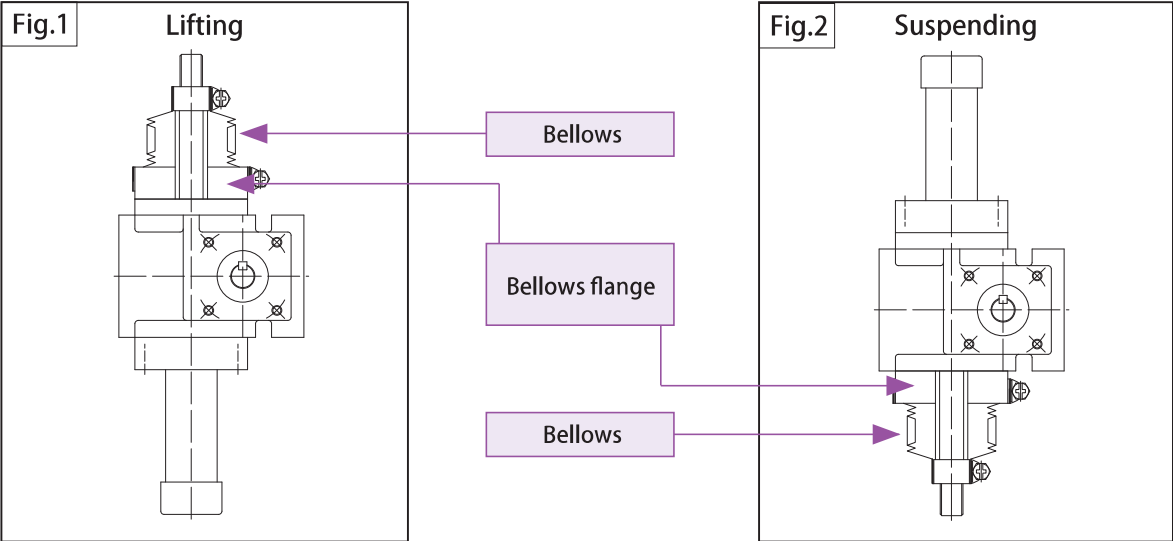 Fig.1
Lifting
Fig.2
Suspending
Bellows
Bellows flange
Bellows